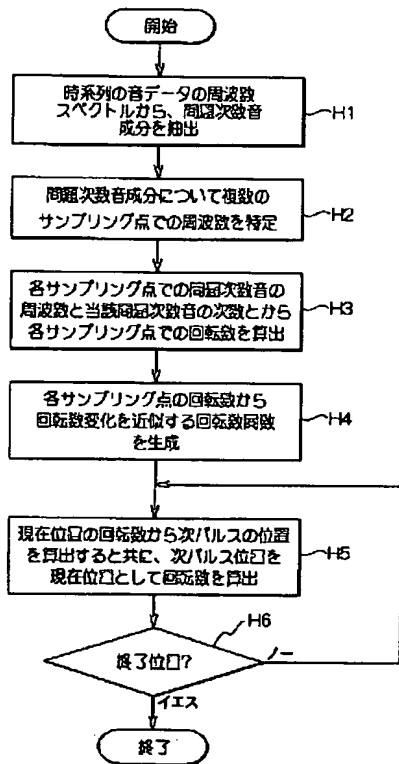 開始
時系列の音データの周波数
スペクトルから、問題次数音
成分を抽出
H1
問題次数音成分について複数の
サンプリング点での周波数を特定
H2
各サンプリング点での問題次数音の
周波数と当該問題次数音の次数とから
各サンプリング点での回転数を算出
H3
各サンプリング点の回転数から
回転数変化を近似する回転数関数
を生成
H4
現在位置の回転数から次パルスの位置
を算出すると共に、次パルス位置を
現在位置として回転数を算出
H5
H6
終了位置?
ノー
イエス
終了